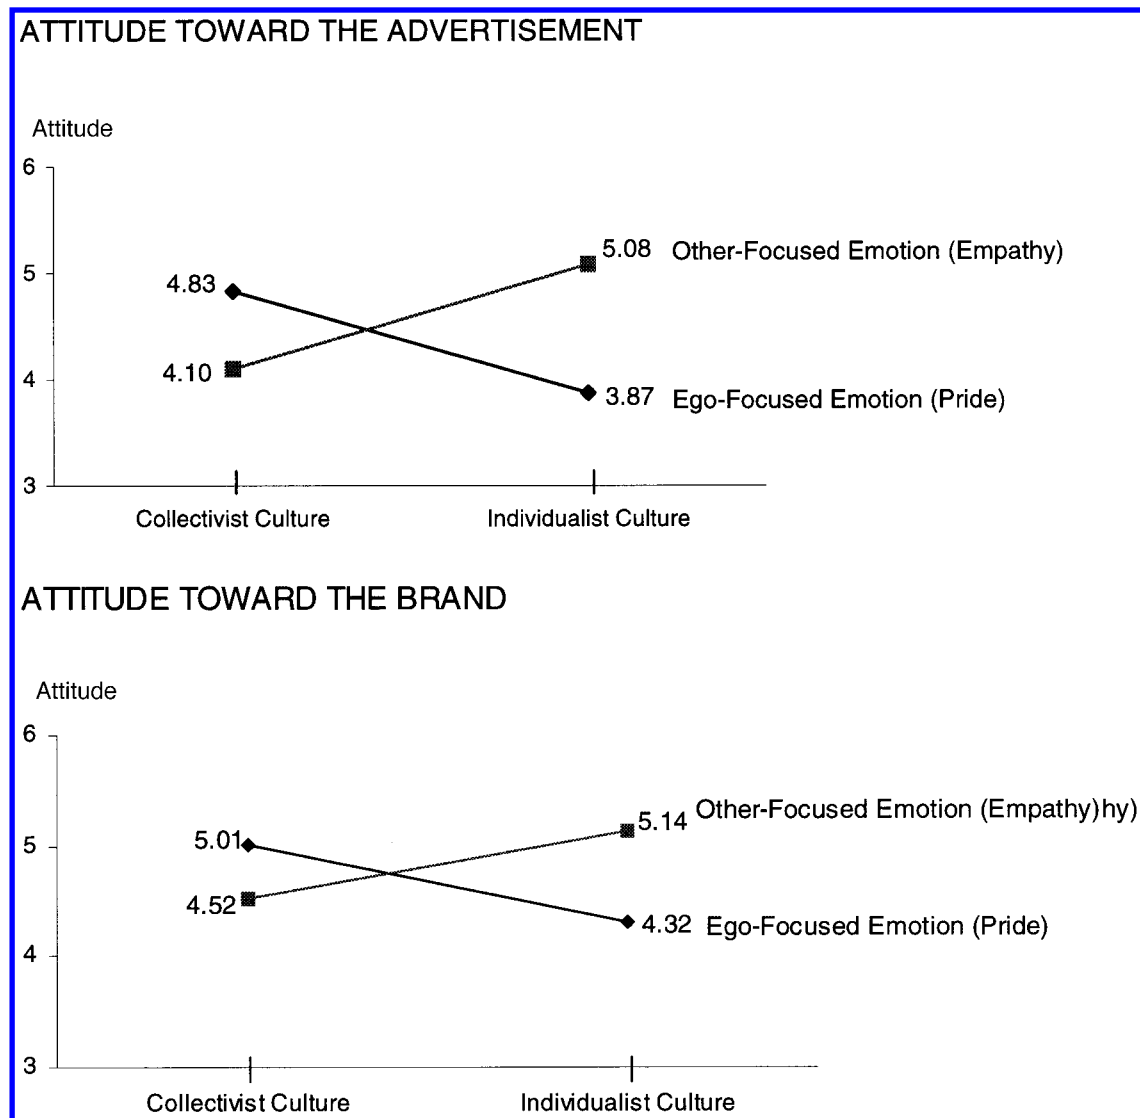 ATTITUDE TOWARD THE ADVERTISEMENT
Attitude
6
5.08 Other-Focused Emotion (Empathy)
5
4.83
4.10
4
3.87 Ego-Focused Emotion (Pride)
3
Collectivist Culture Individualist Culture
ATTITUDE TOWARD THE BRAND
Attitude
6
5.14 Other-Focused Emotion (Empathy)hy)
5
5.01
4.52
4.32 Ego-Focused Emotion (Pride)
4
3
Collectivist Culture Individualist Culture